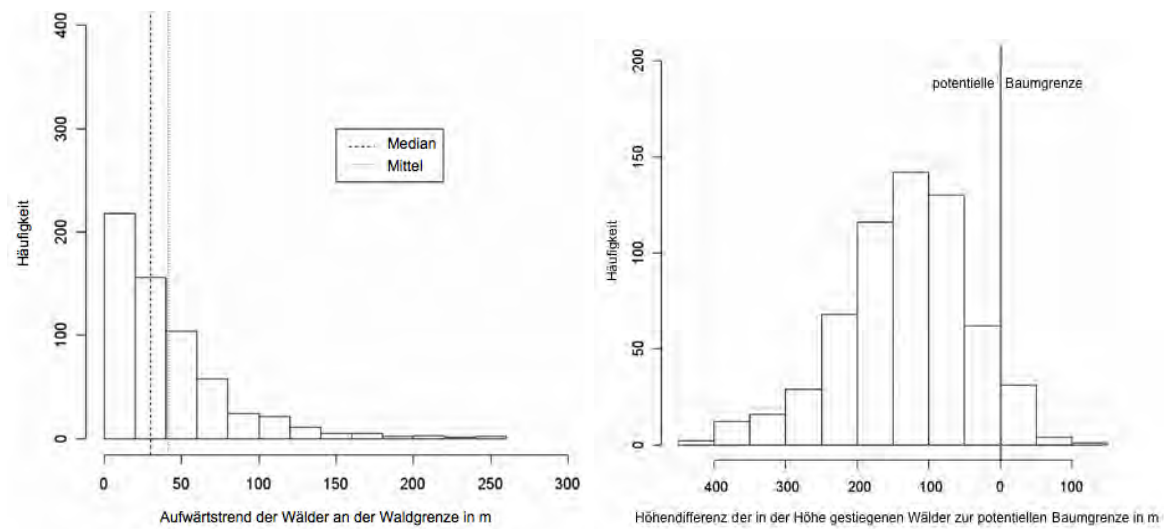 400
300
200
100
0
Häufigkeit
Median
Mittel
0 50 100 150 200 250 300
Aufwärtstrend der Wälder an der Waldgrenze in m
200
150
100
50
0
Häufigkeit
potentielle Baumgrenze
400 300 200 100 0 100
Höhendifferenz der in der Höhe gestiegenen Wälder zur potentiellen Baumgrenze in m